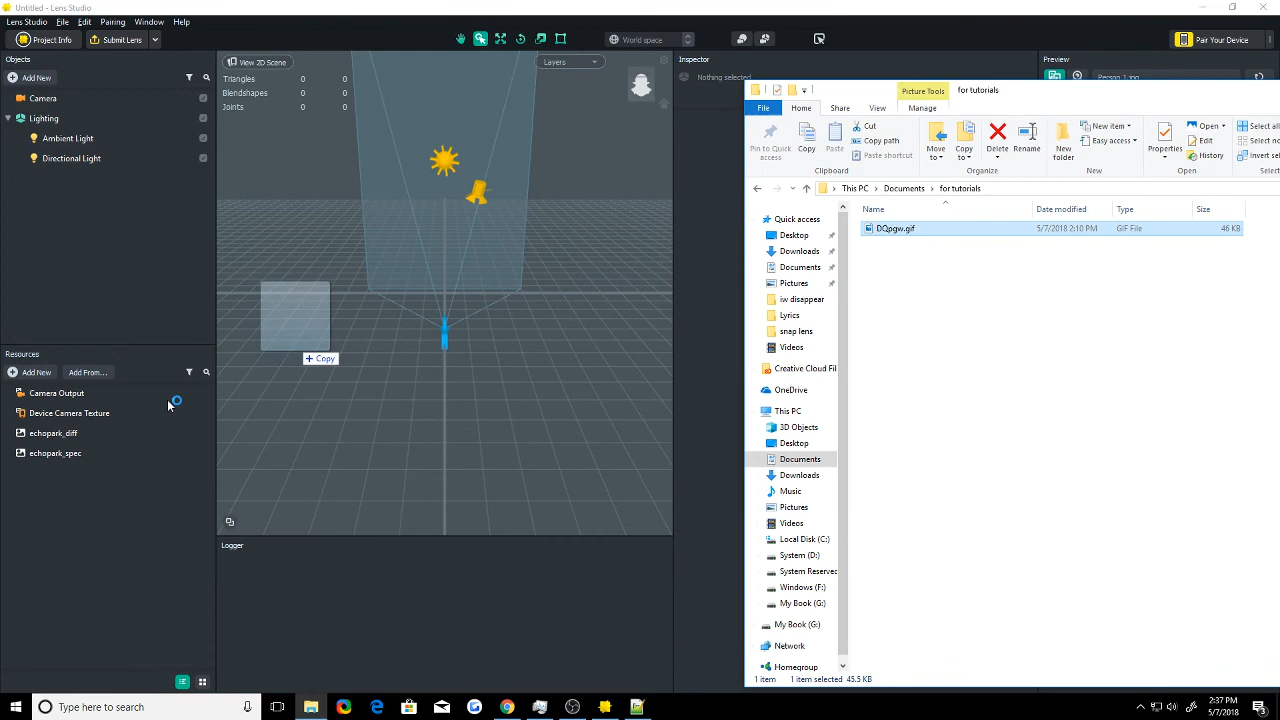 Untitled - Lens Studio
Lens Studio File Edit Pairing Window Help
Project Info Submit Lens World space Pair Your Device
Objects
Add New
Camera
Lighting
Ambient Light
Directional Light
View 2D Scene Layers
Triangles 0 0
Blendshapes 0 0
Joints 0 0
Inspector
Nothing selected
Preview
Person 1.jpg
Resources
Add New Add From...
Camera Output
Device Camera Texture
echopark_diff
echopark_spec
+ Copy
Logger
Picture Tools for tutorials
File Home Share View Manage
Pin to Quick access
Copy
Paste
Cut
Copy path
Paste shortcut
Clipboard
Move to
Copy to
Delete
Rename
Organize
New folder
New item
Easy access
New
Properties
Open
Edit
History
Open
Select all
Select no
Invert sel
Select
This PC Documents for tutorials
Name Date modified Type Size
DQpgw.gif 5/7/2018 2:10 PM GIF File 46 KB
Quick access
Desktop
Downloads
Documents
Pictures
iw disappear
Lyrics
snap lens
Videos
Creative Cloud Fil
OneDrive
This PC
3D Objects
Desktop
Documents
Downloads
Music
Pictures
Videos
Local Disk (C:)
System (D:)
System Reserved
Windows (F:)
My Book (G:)
My Book (G:)
Network
Homegroup
1 item 1 item selected 45.5 KB
Type here to search
2:37 PM
5/7/2018
3